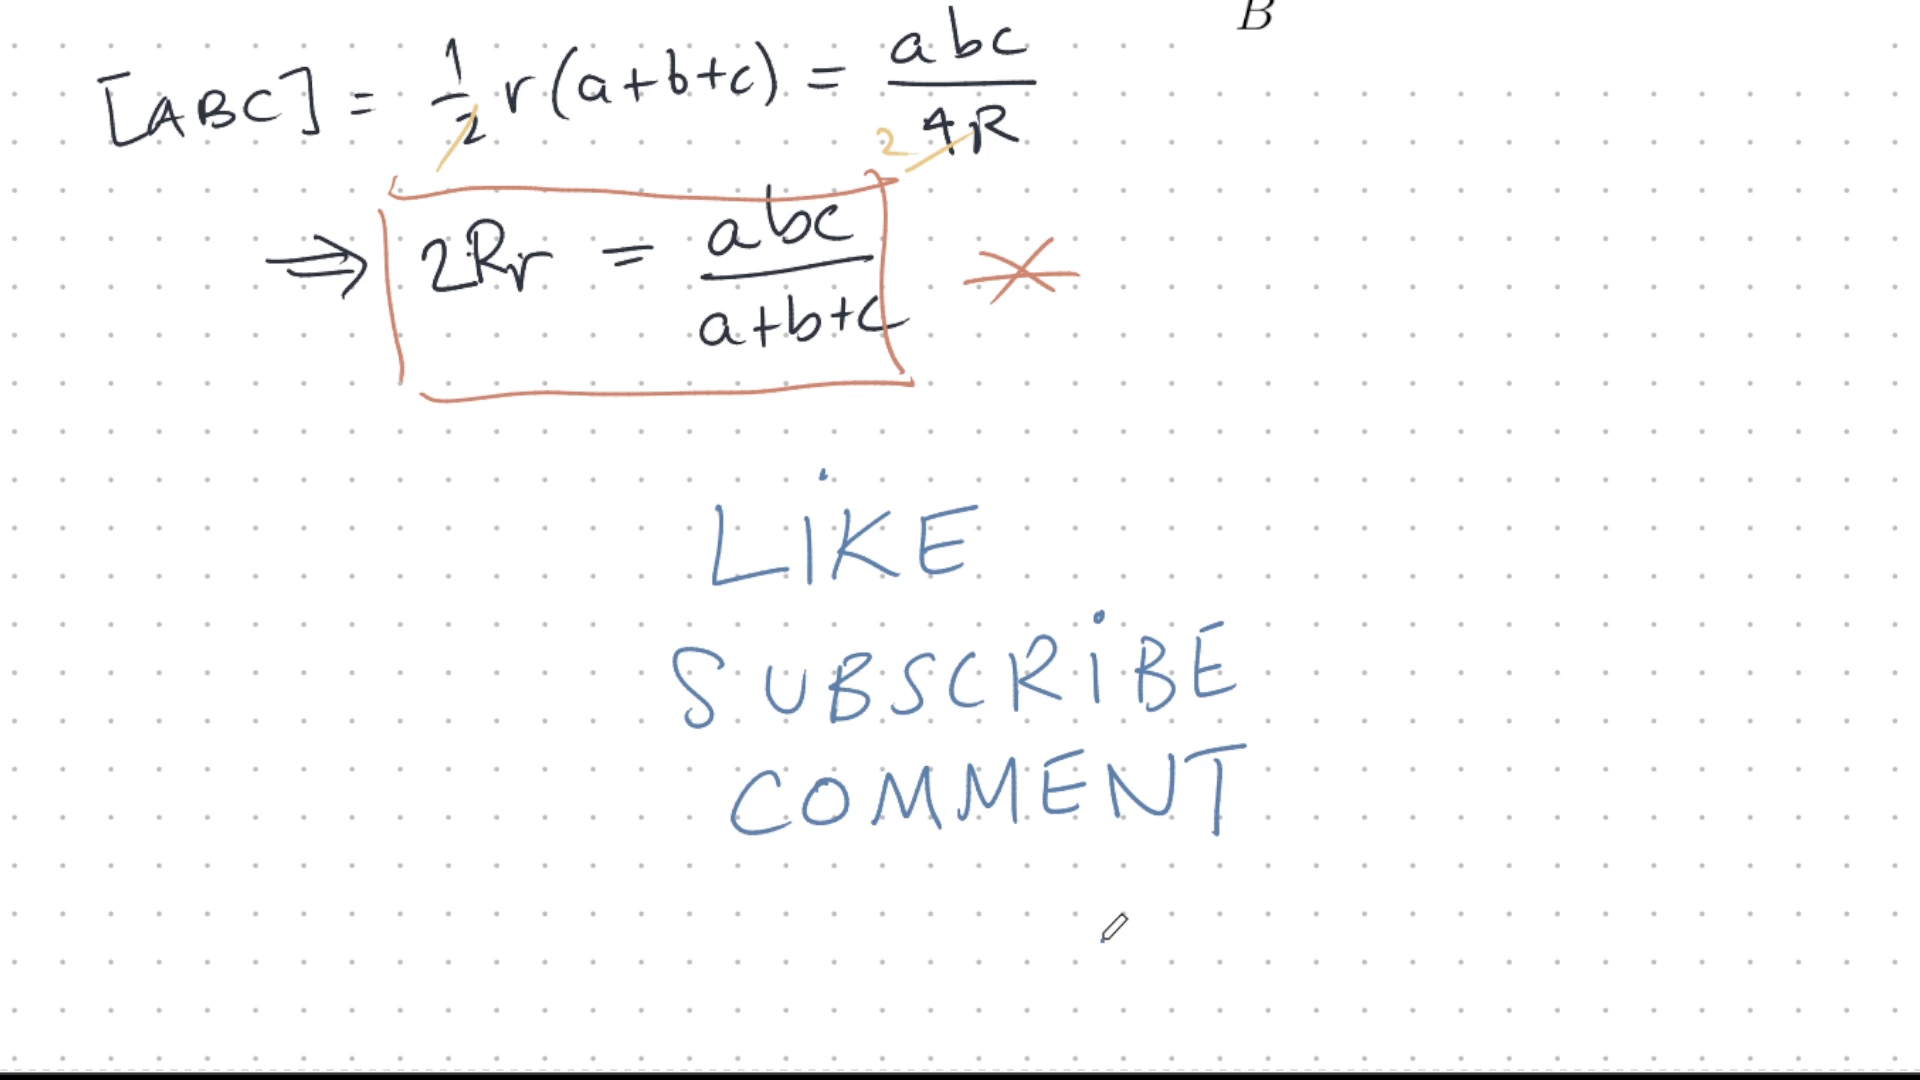 B
[ABC] = 1/2 r(a+b+c) = abc/4R
2
⇒ 2Rr = abc/a+b+c
LiKE
SUBSCRiBE
COMMENT